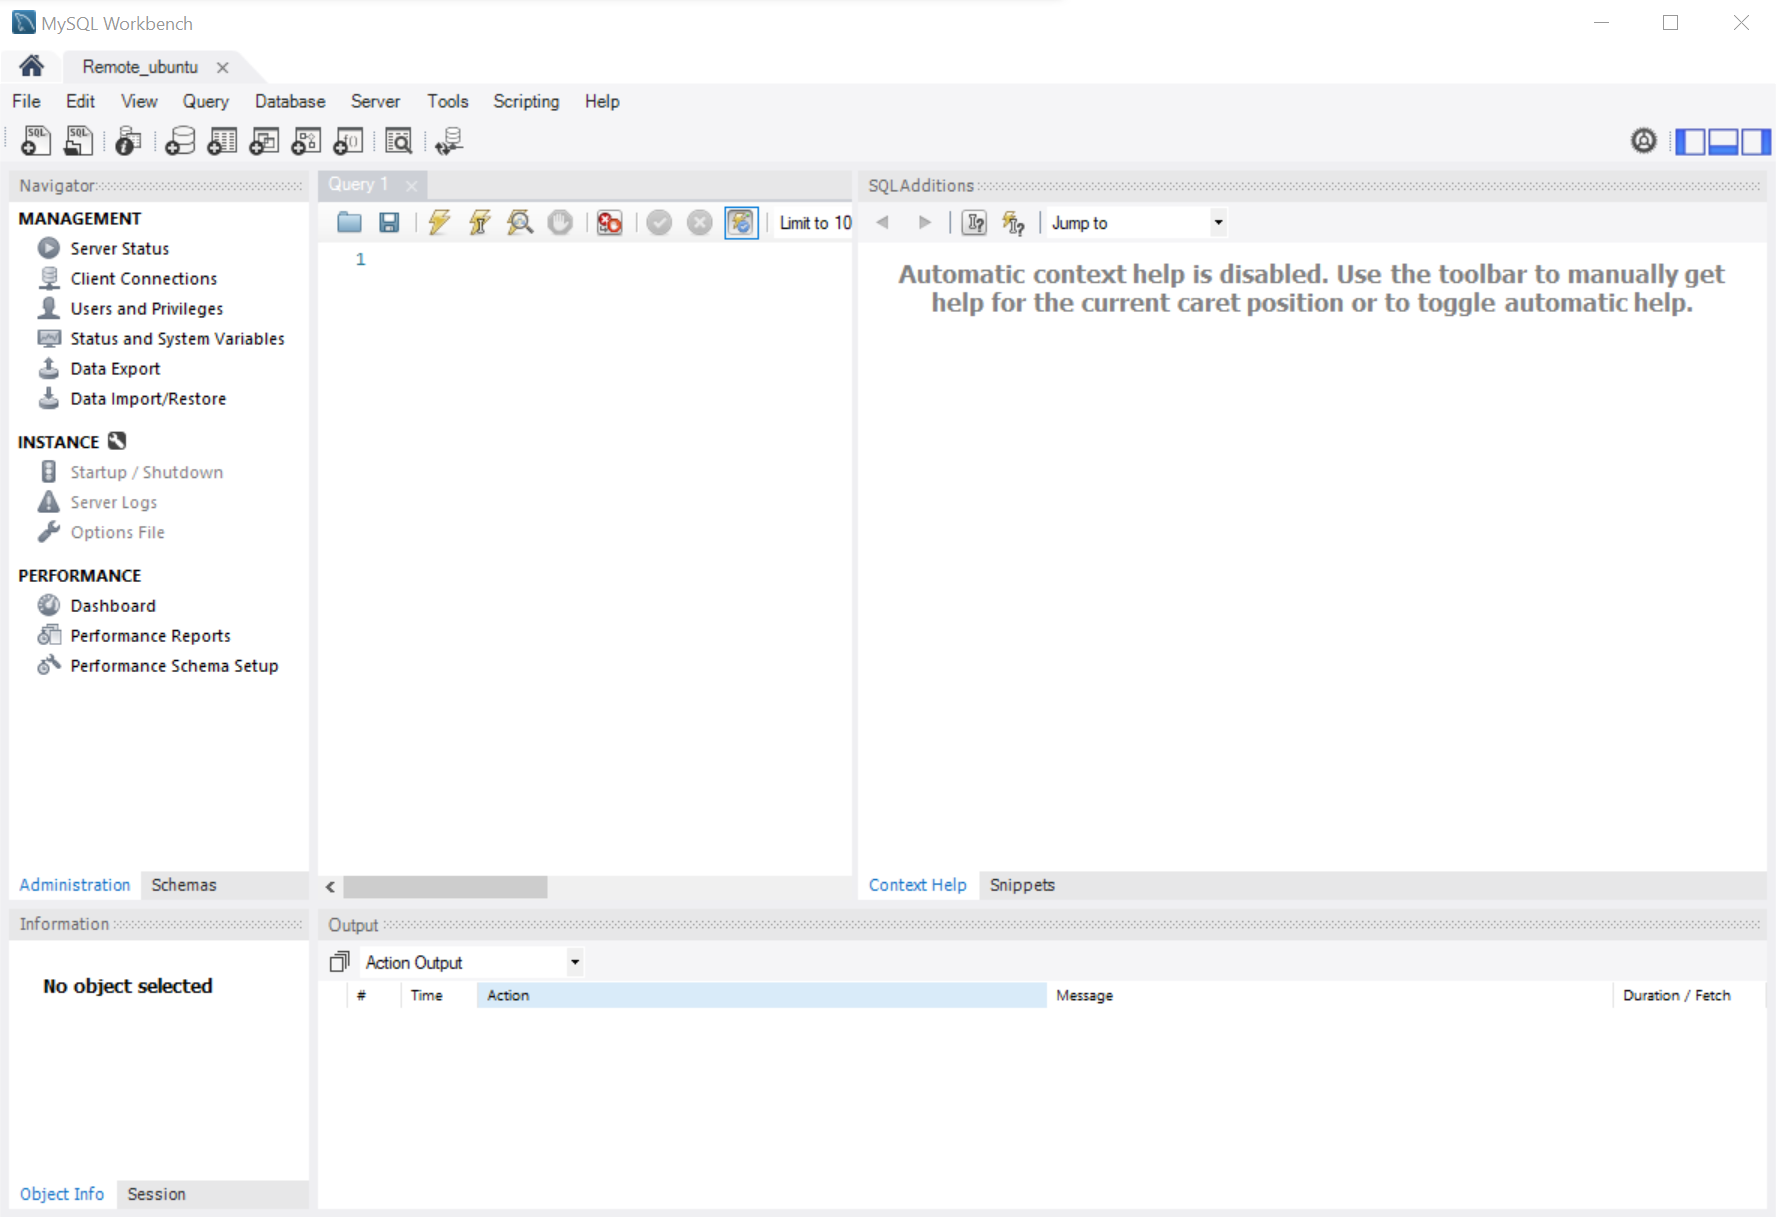 MySQL Workbench
Remote_ubuntu
File Edit View Query Database Server Tools Scripting Help
Navigator
MANAGEMENT
Server Status
Client Connections
Users and Privileges
Status and System Variables
Data Export
Data Import/Restore
INSTANCE
Startup / Shutdown
Server Logs
Options File
PERFORMANCE
Dashboard
Performance Reports
Performance Schema Setup
Administration Schemas
Query 1
Limit to 10
1
SQLAdditions
Jump to
Automatic context help is disabled. Use the toolbar to manually get
help for the current caret position or to toggle automatic help.
Context Help Snippets
Information
No object selected
Object Info Session
Output
Action Output
# Time Action Message Duration / Fetch